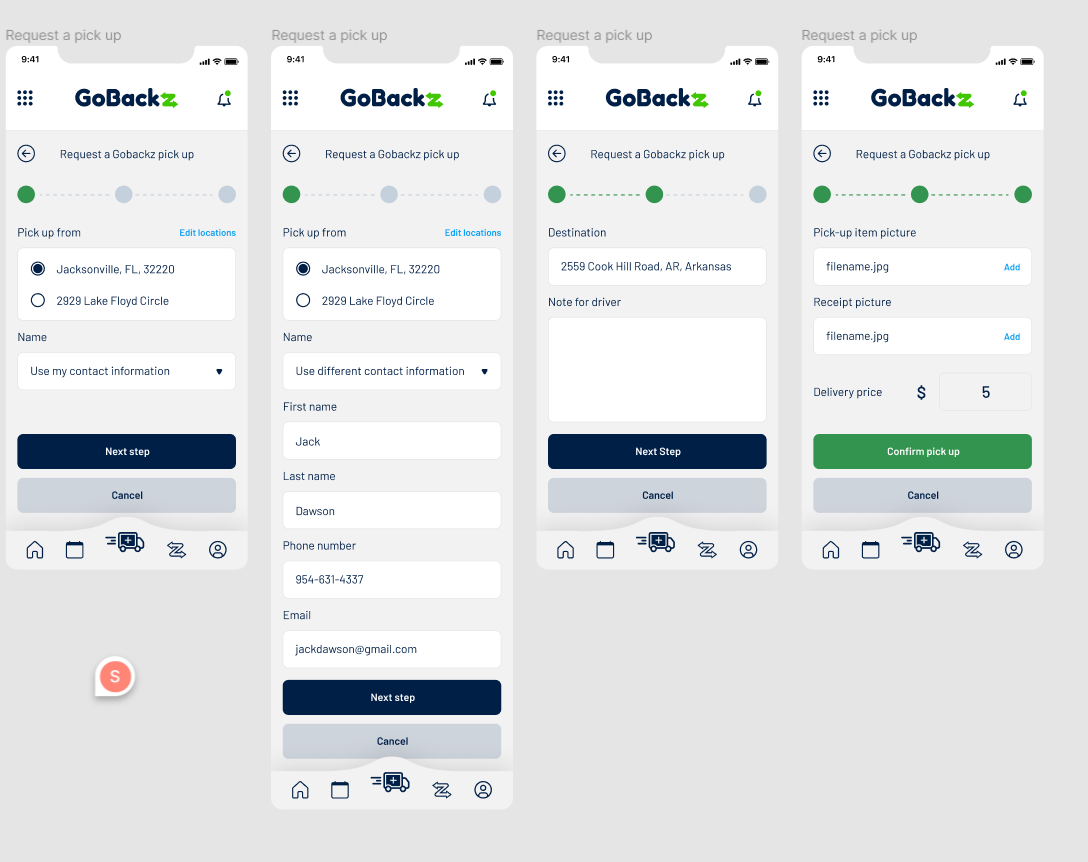 Request a pick up
9:41
GoBackz
Request a Gobackz pick up
Pick up from
Edit locations
Jacksonville, FL, 32220
2929 Lake Floyd Circle
Name
Use my contact information
Next step
Cancel
Request a pick up
9:41
GoBackz
Request a Gobackz pick up
Pick up from
Edit locations
Jacksonville, FL, 32220
2929 Lake Floyd Circle
Name
Use different contact information
First name
Jack
Last name
Dawson
Phone number
954-631-4337
Email
jackdawson@gmail.com
Next step
Cancel
Request a pick up
9:41
GoBackz
Request a Gobackz pick up
Destination
2559 Cook Hill Road, AR, Arkansas
Note for driver
Next Step
Cancel
Request a pick up
9:41
GoBackz
Request a Gobackz pick up
Pick-up item picture
filename.jpg
Add
Receipt picture
filename.jpg
Add
Delivery price $ 5
Confirm pick up
Cancel
S